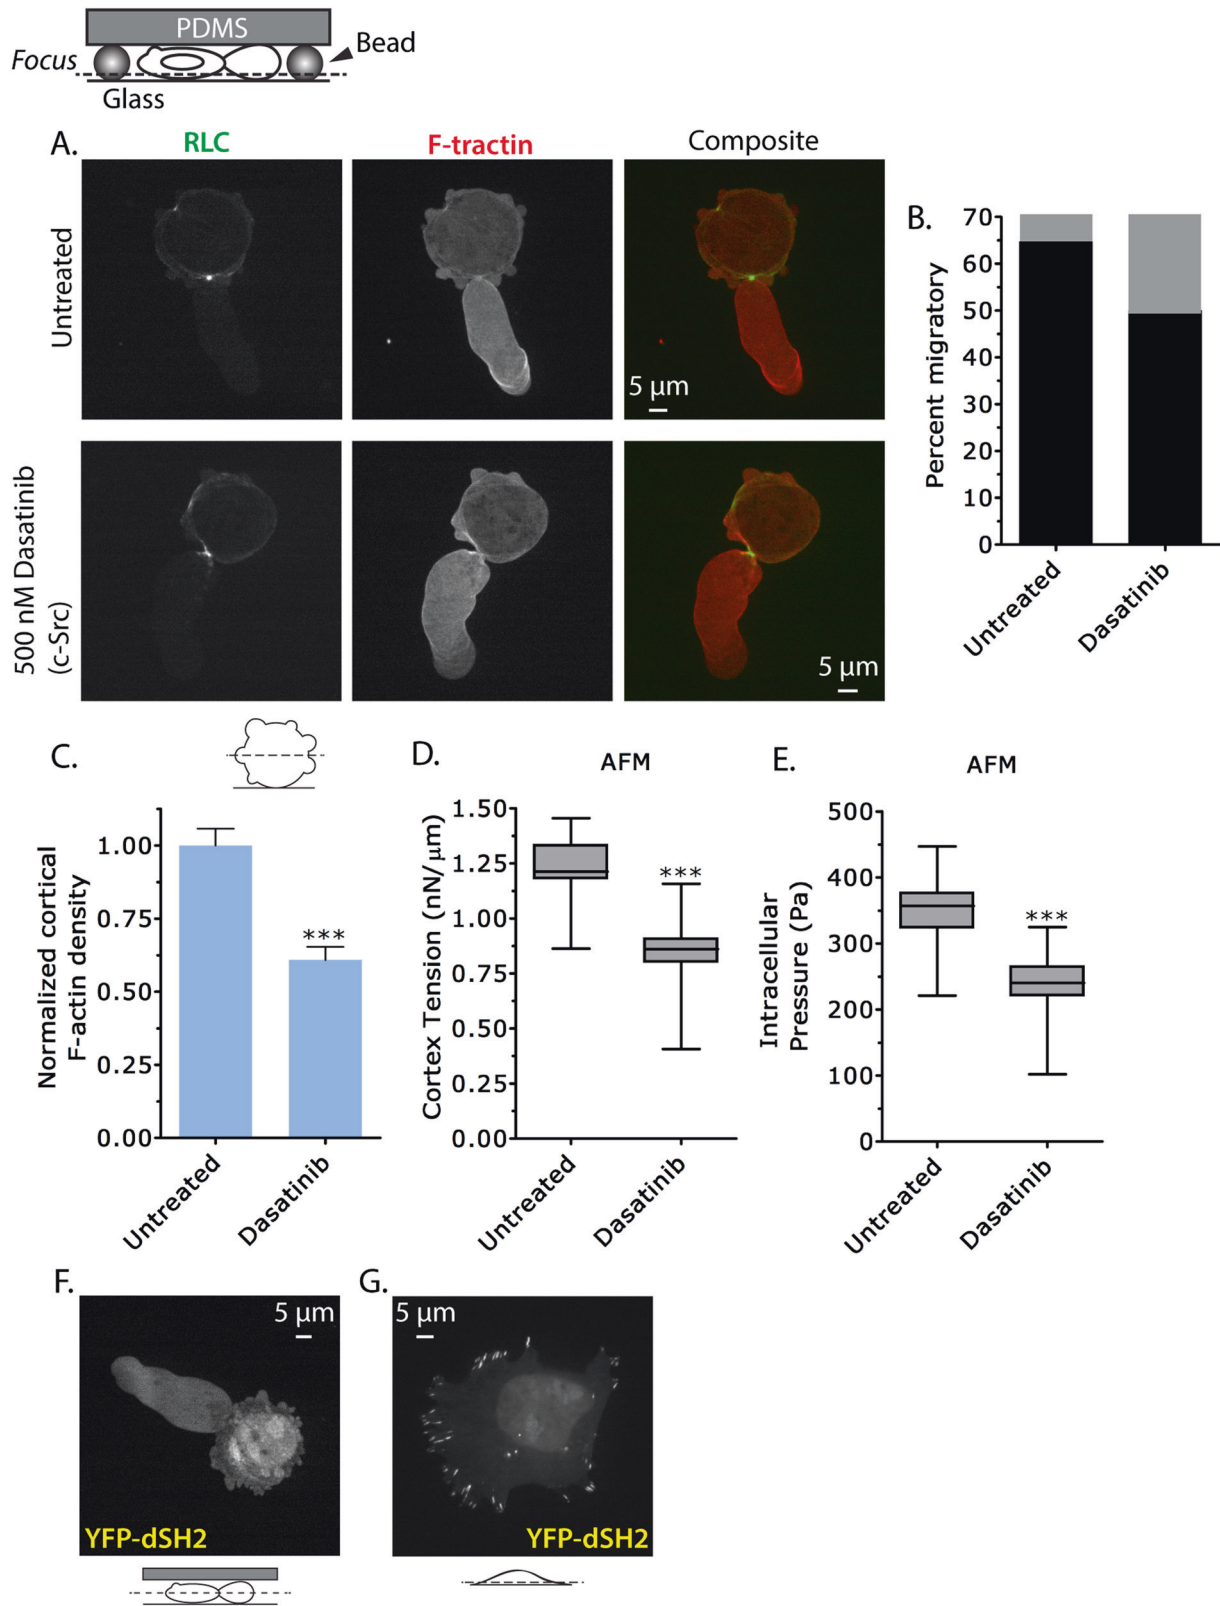 PDMS
Focus
Bead
Glass
A.
RLC
F-tractin
Composite
Untreated
5 µm
500 nM Dasatinib
(c-Src)
5 µm
B.
Percent migratory
70
60
50
40
30
20
10
0
Untreated
Dasatinib
C.
Normalized cortical
F-actin density
1.00
0.75
0.50
0.25
0.00
***
Untreated
Dasatinib
D.
AFM
Cortex Tension (nN/µm)
1.50
1.25
1.00
0.75
0.50
0.25
0.00
***
Untreated
Dasatinib
E.
AFM
Intracellular
Pressure (Pa)
500
400
300
200
100
0
***
Untreated
Dasatinib
F.
5 µm
YFP-dSH2
G.
5 µm
YFP-dSH2